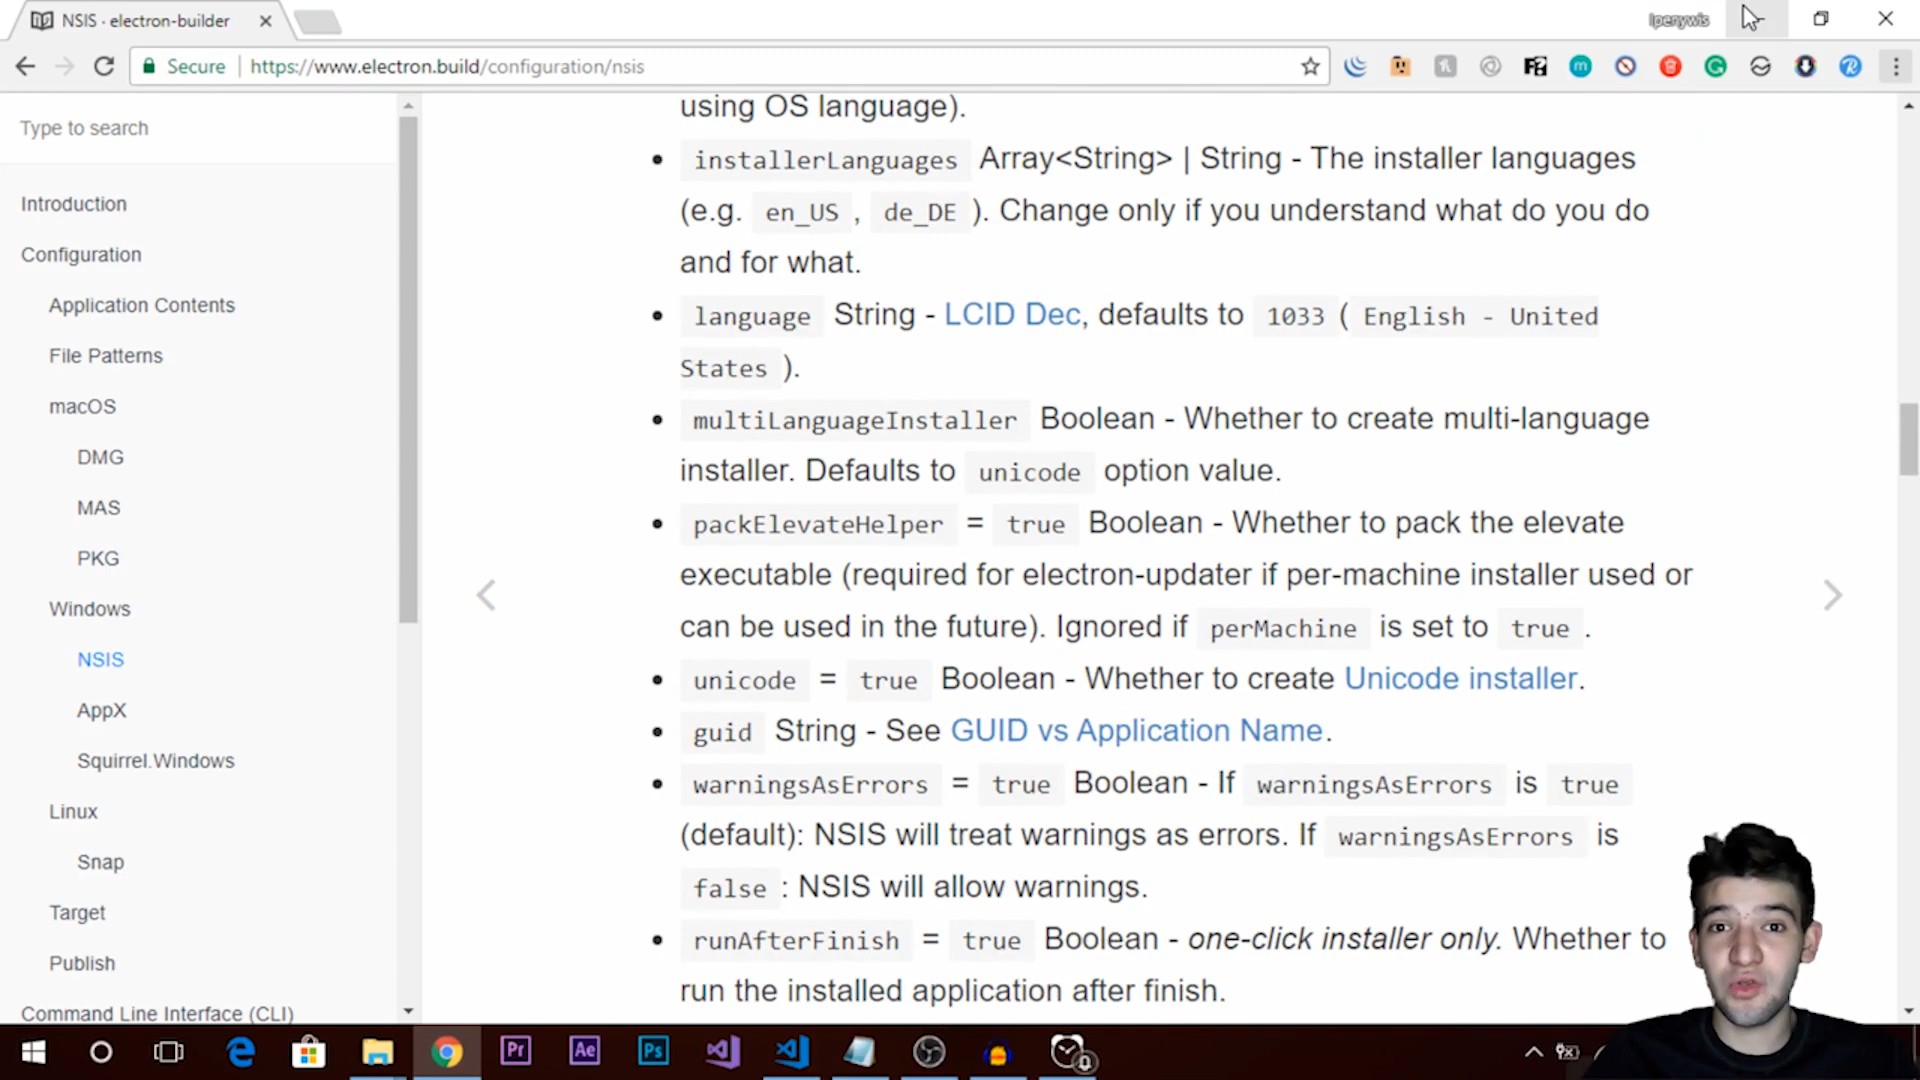 NSIS · electron-builder
Ipenywis
Secure
https://www.electron.build/configuration/nsis
Type to search
Introduction
Configuration
Application Contents
File Patterns
macOS
DMG
MAS
PKG
Windows
NSIS
AppX
Squirrel.Windows
Linux
Snap
Target
Publish
Command Line Interface (CLI)
using OS language).
installerLanguages Array<String> | String - The installer languages
(e.g. en_US , de_DE ). Change only if you understand what do you do
and for what.
language String - LCID Dec, defaults to 1033 ( English - United
States ).
multiLanguageInstaller Boolean - Whether to create multi-language
installer. Defaults to unicode option value.
packElevateHelper = true Boolean - Whether to pack the elevate
executable (required for electron-updater if per-machine installer used or
can be used in the future). Ignored if perMachine is set to true .
unicode = true Boolean - Whether to create Unicode installer.
guid String - See GUID vs Application Name.
warningsAsErrors = true Boolean - If warningsAsErrors is true
(default): NSIS will treat warnings as errors. If warningsAsErrors is
false : NSIS will allow warnings.
runAfterFinish = true Boolean - one-click installer only. Whether to
run the installed application after finish.
Pr
Ae
Ps